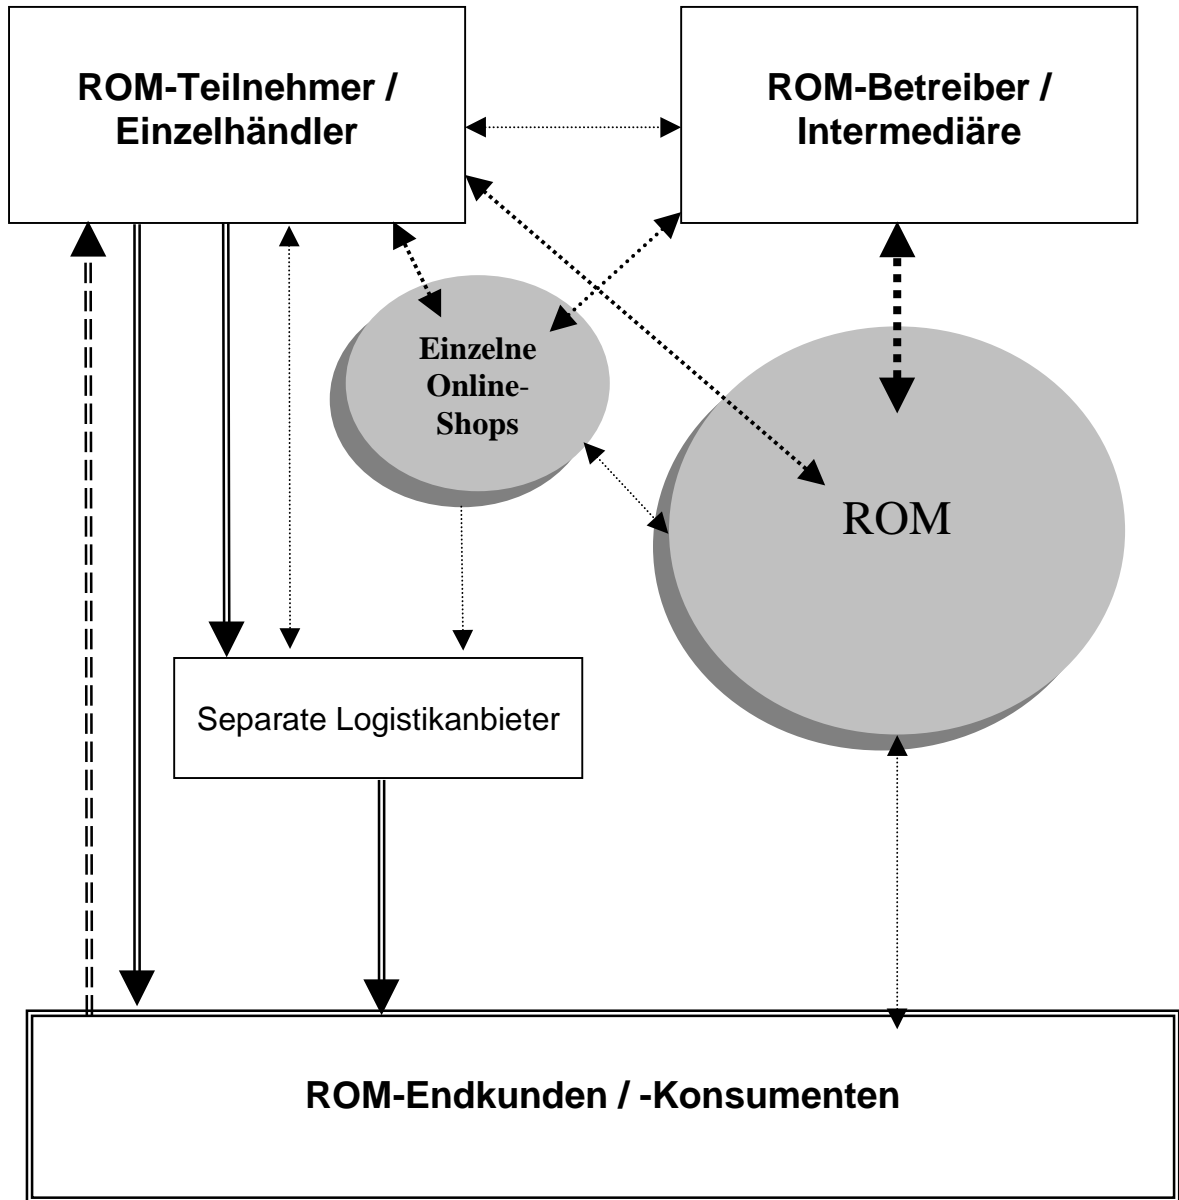 ROM-Teilnehmer /
Einzelhändler
ROM-Betreiber /
Intermediäre
Einzelne
Online-
Shops
ROM
Separate Logistikanbieter
ROM-Endkunden / -Konsumenten